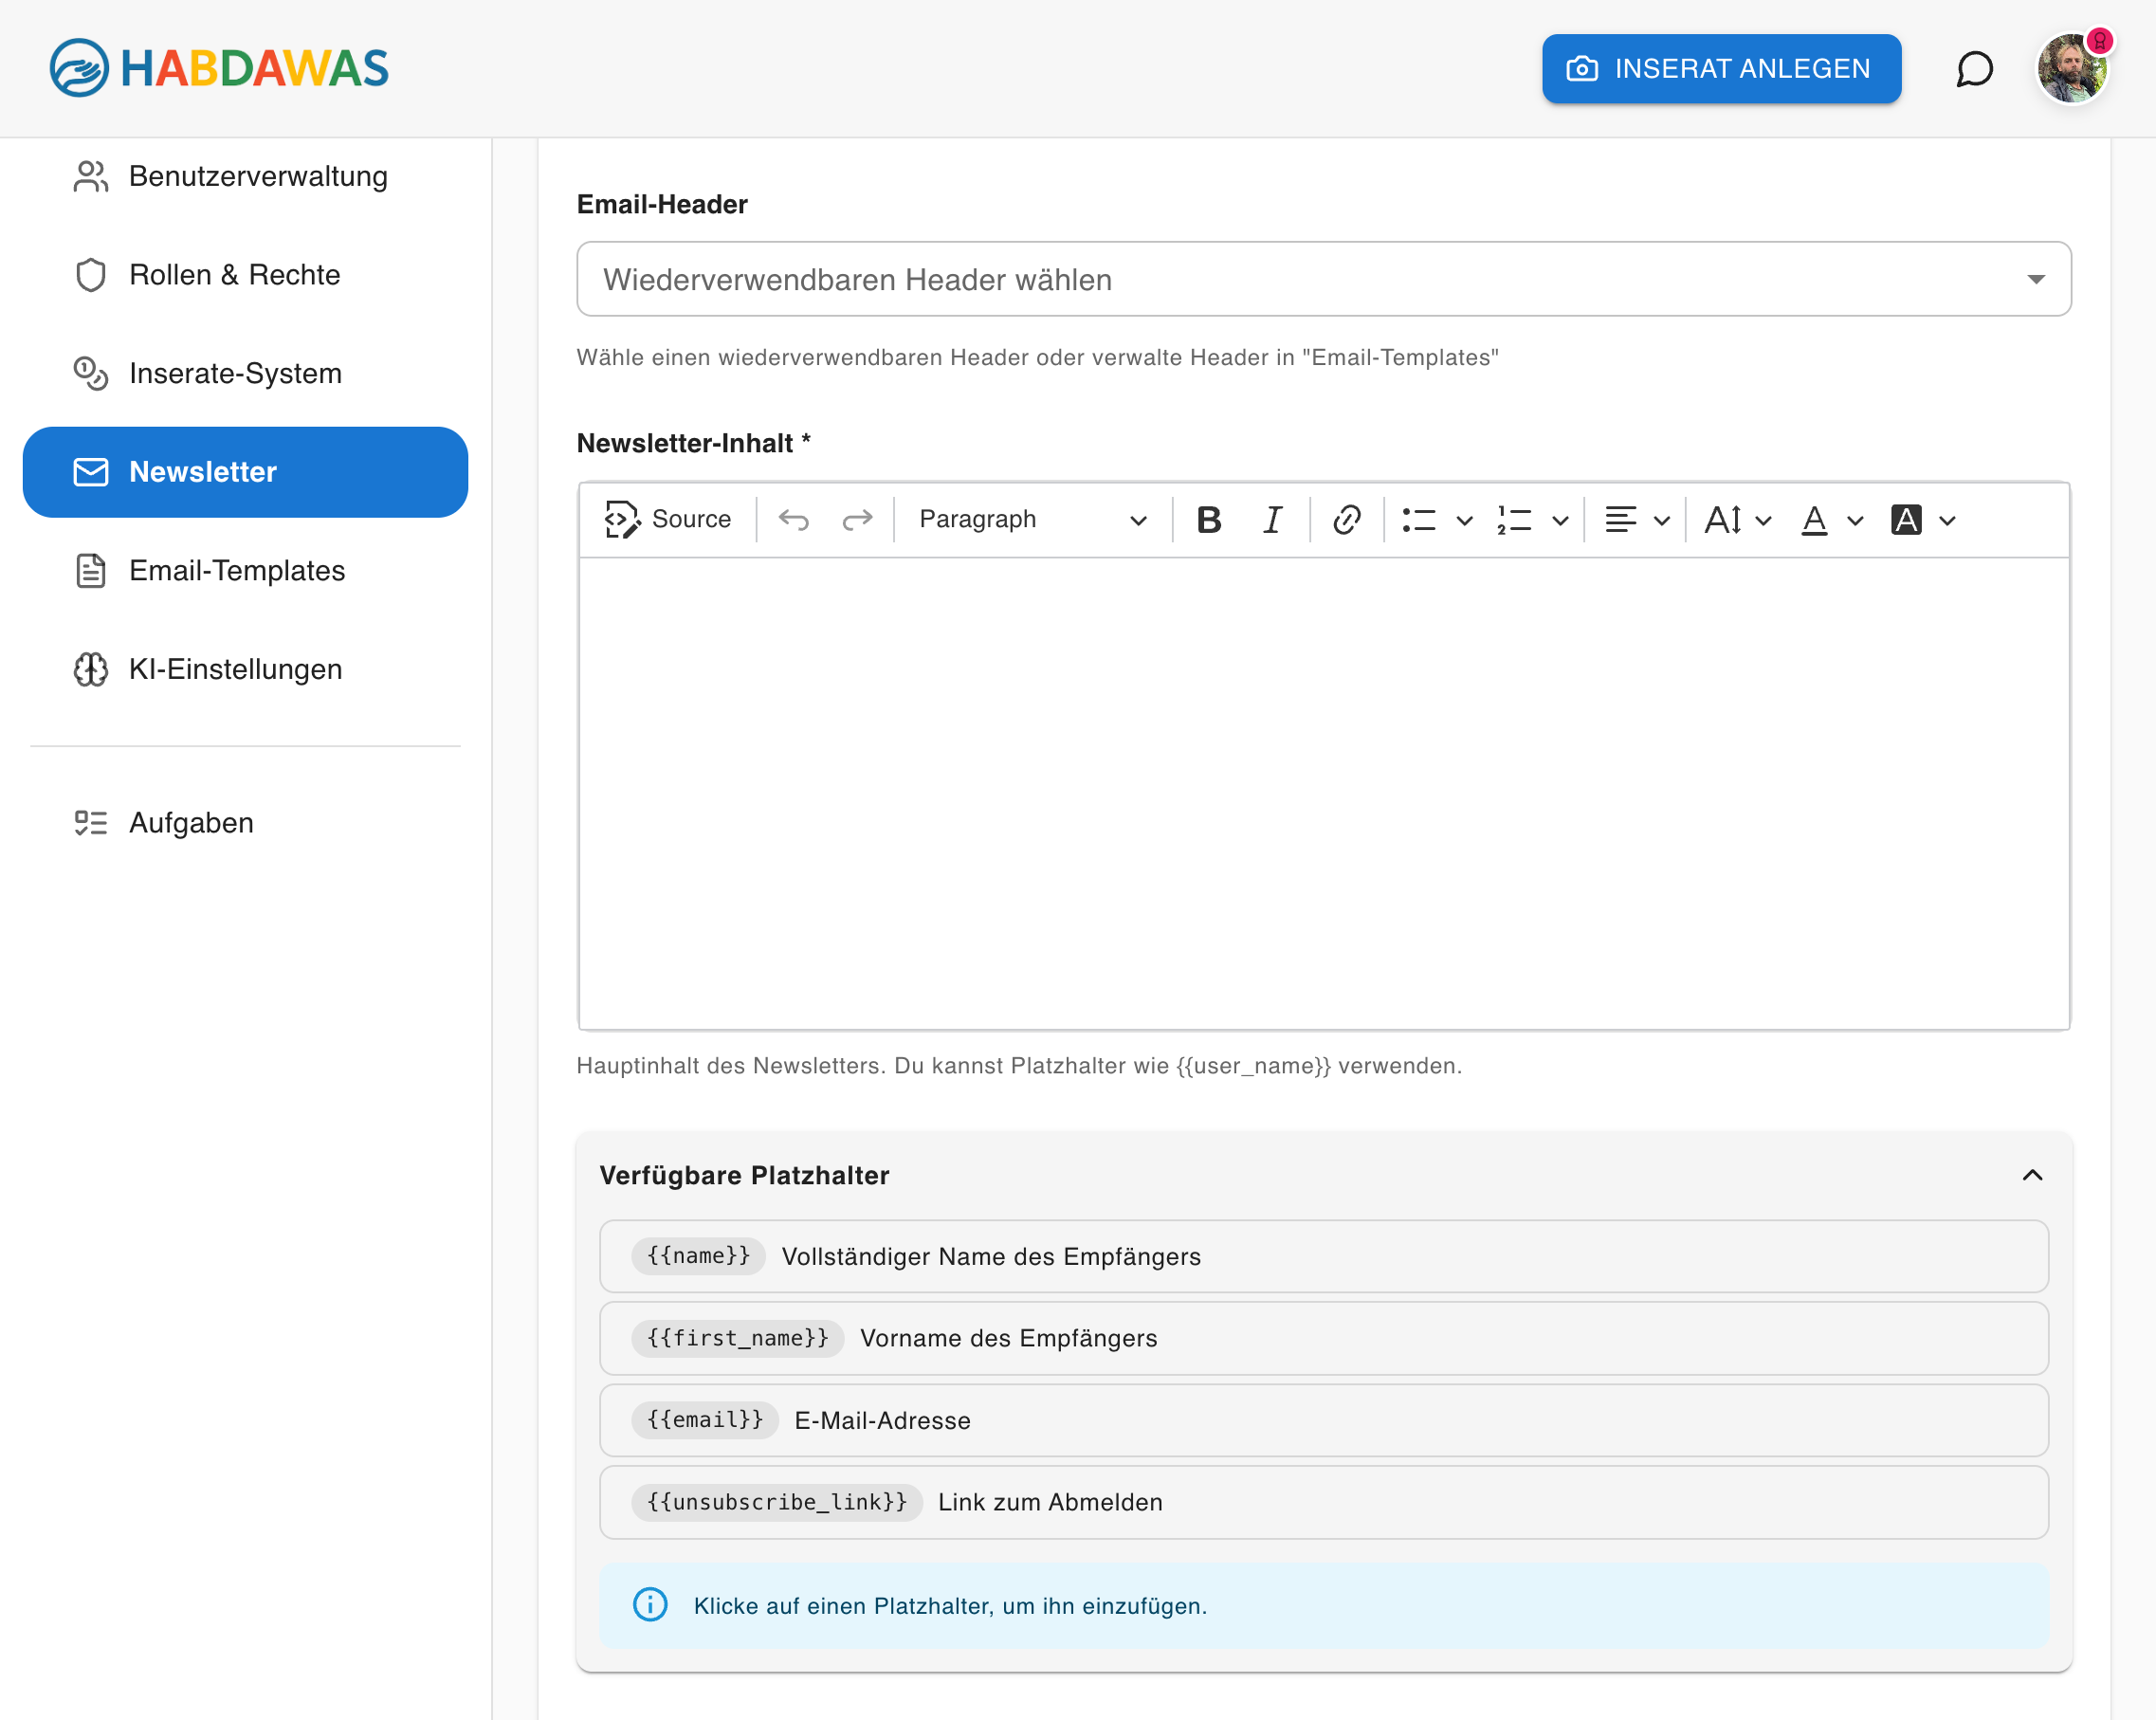 HABDAWAS
INSERAT ANLEGEN
Benutzerverwaltung
Rollen & Rechte
Inserate-System
Newsletter
Email-Templates
KI-Einstellungen
Aufgaben
Email-Header
Wiederverwendbaren Header wählen
Wähle einen wiederverwendbaren Header oder verwalte Header in "Email-Templates"
Newsletter-Inhalt *
Source Paragraph
Hauptinhalt des Newsletters. Du kannst Platzhalter wie {{user_name}} verwenden.
Verfügbare Platzhalter
{{name}} Vollständiger Name des Empfängers
{{first_name}} Vorname des Empfängers
{{email}} E-Mail-Adresse
{{unsubscribe_link}} Link zum Abmelden
Klicke auf einen Platzhalter, um ihn einzufügen.